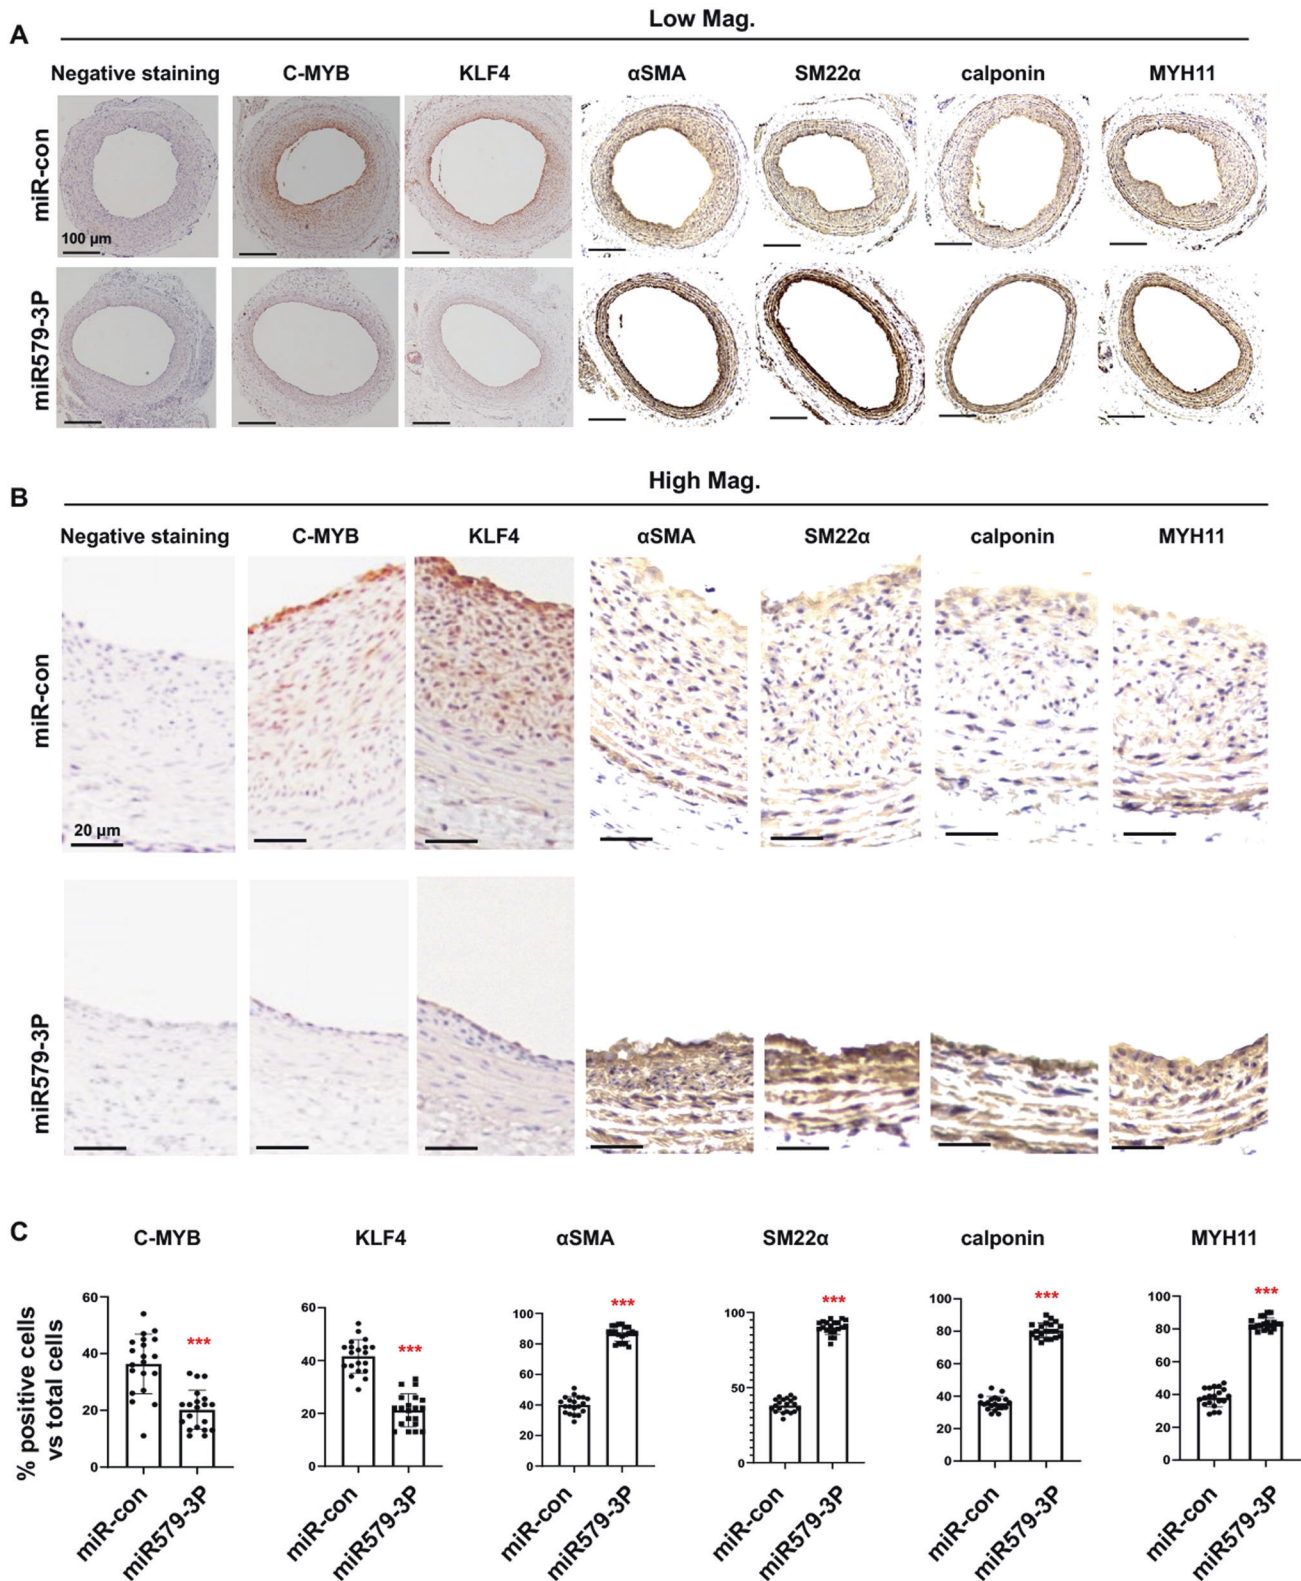 A
Low Mag.
Negative staining C-MYB KLF4 αSMA SM22α calponin MYH11
miR-con
100 µm
miR579-3P
B
High Mag.
Negative staining C-MYB KLF4 αSMA SM22α calponin MYH11
miR-con
20 µm
miR579-3P
C
C-MYB KLF4 αSMA SM22α calponin MYH11
% positive cells
vs total cells
60
40
20
0
***
miR-con
miR579-3P
60
40
20
0
***
miR-con
miR579-3P
100
80
60
40
20
0
***
miR-con
miR579-3P
100
50
0
***
miR-con
miR579-3P
100
80
60
40
20
0
***
miR-con
miR579-3P
100
80
60
40
20
0
***
miR-con
miR579-3P